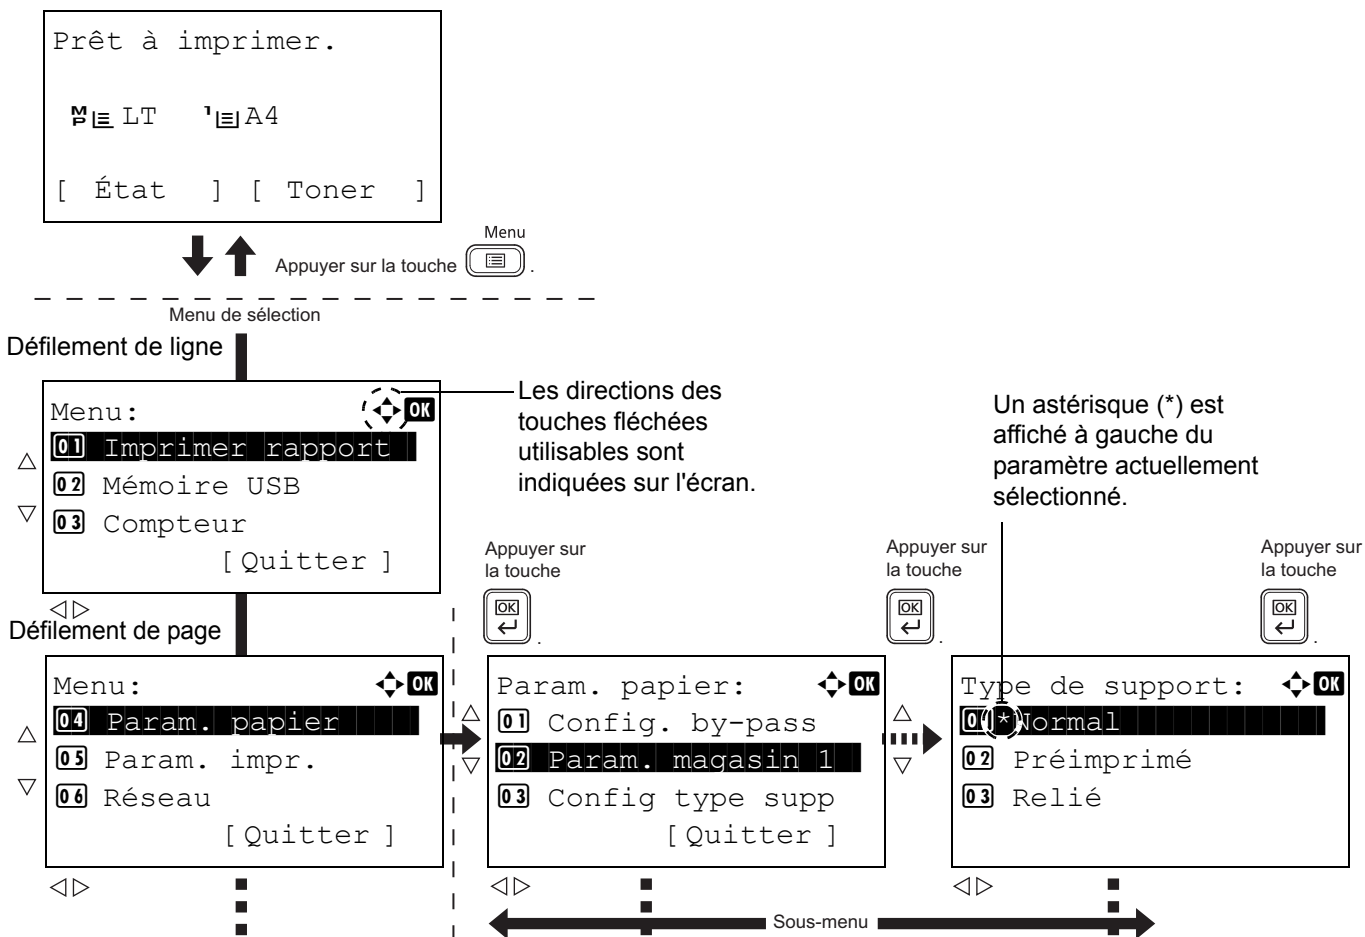 Prêt à imprimer.
MP LT 1 A4
[ État ] [ Toner ]
Menu
Appuyer sur la touche .
Menu de sélection
Défilement de ligne
Menu: OK
01 Imprimer rapport
02 Mémoire USB
03 Compteur
[ Quitter ]
Les directions des
touches fléchées
utilisables sont
indiquées sur l'écran.
Un astérisque (*) est
affiché à gauche du
paramètre actuellement
sélectionné.
Défilement de page
Menu: OK
04 Param. papier
05 Param. impr.
06 Réseau
[ Quitter ]
Appuyer sur
la touche
OK
.
Param. papier: OK
01 Config. by-pass
02 Param. magasin 1
03 Config type supp
[ Quitter ]
Appuyer sur
la touche
OK
.
Type de support: OK
01 *Normal
02 Préimprimé
03 Relié
Appuyer sur
la touche
OK
.
Sous-menu